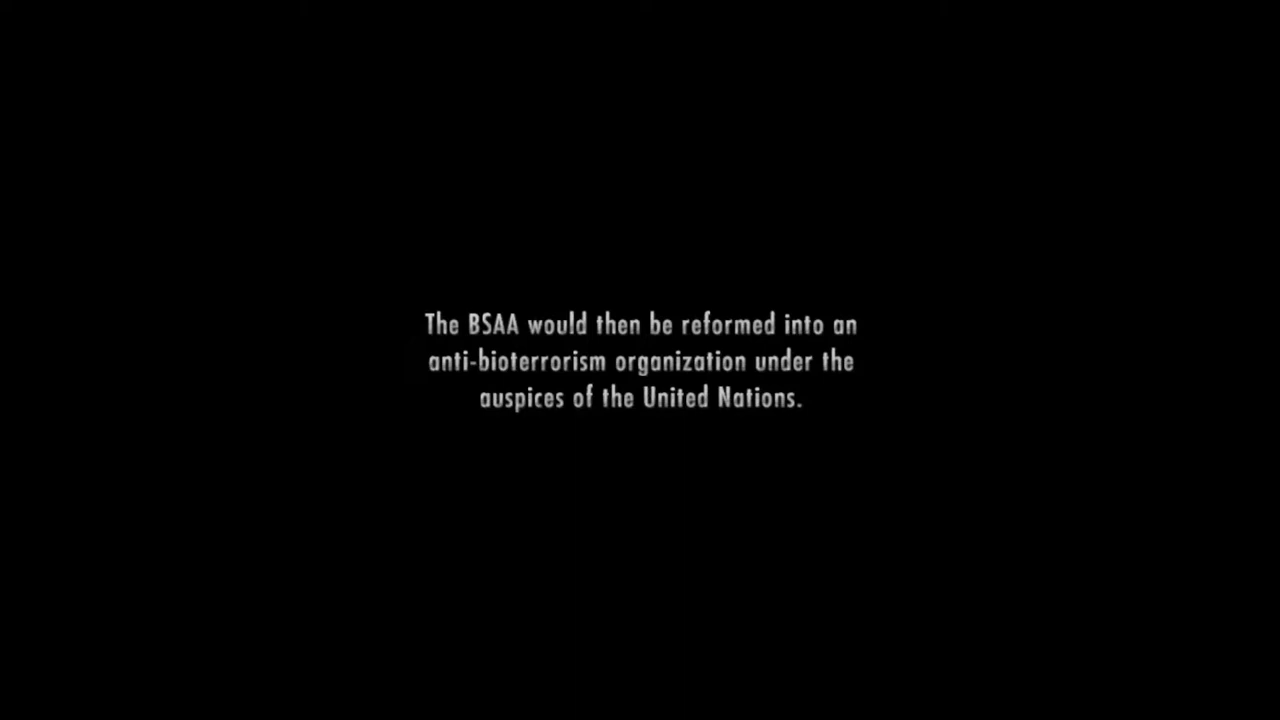 The BSAA would then be reformed into an
anti-bioterrorism organization under the
auspices of the United Nations.